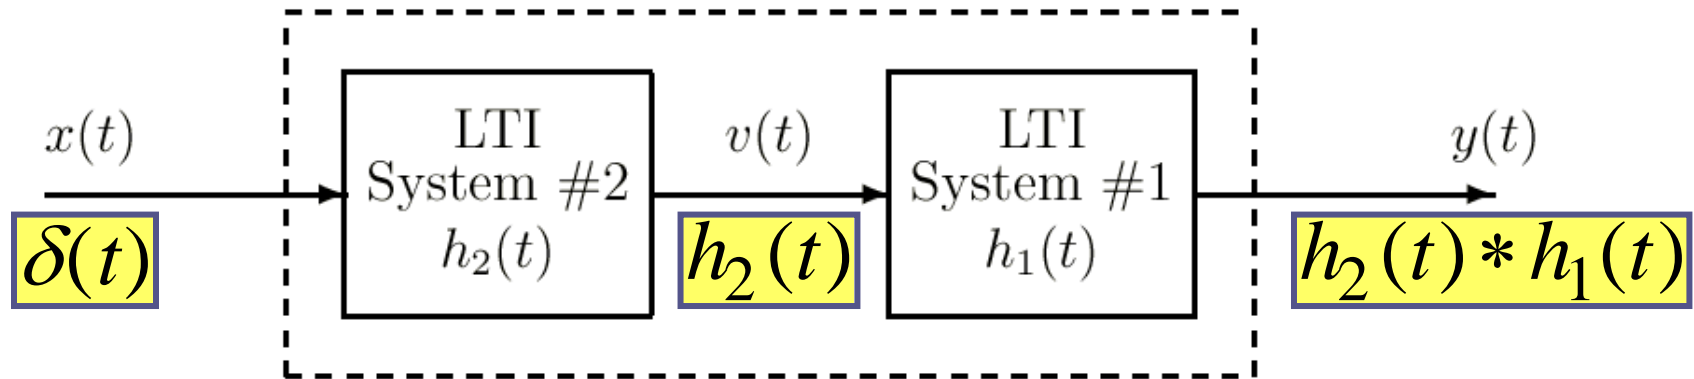 x(t)
δ(t)
LTI
System #2
h₂(t)
v(t)
h₂(t)
LTI
System #1
h₁(t)
y(t)
h₂(t) * h₁(t)